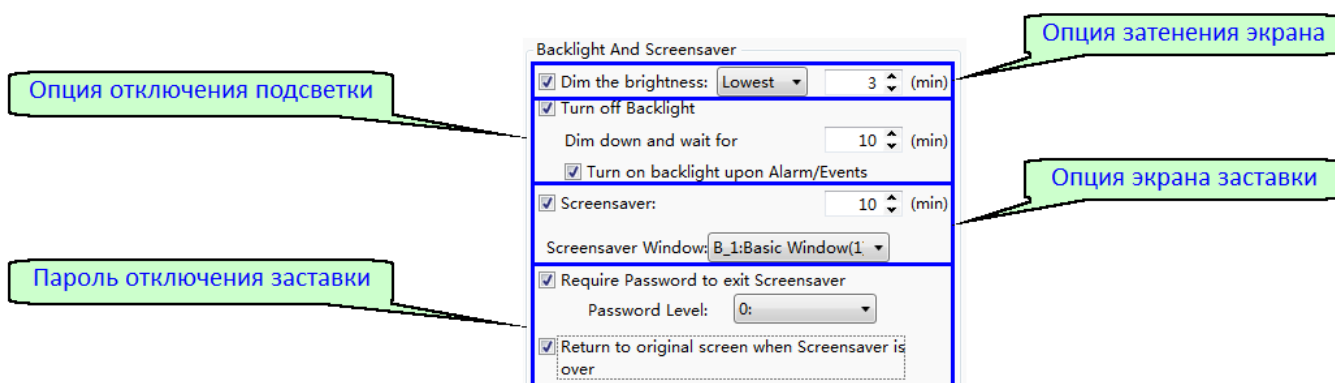 Опция затенения экрана
Backlight And Screensaver
Dim the brightness: Lowest 3 (min)
Опция отключения подсветки
Turn off Backlight
Dim down and wait for 10 (min)
Turn on backlight upon Alarm/Events
Опция экрана заставки
Screensaver: 10 (min)
Screensaver Window: B_1:Basic Window(1
Пароль отключения заставки
Require Password to exit Screensaver
Password Level: 0:
Return to original screen when Screensaver is
over